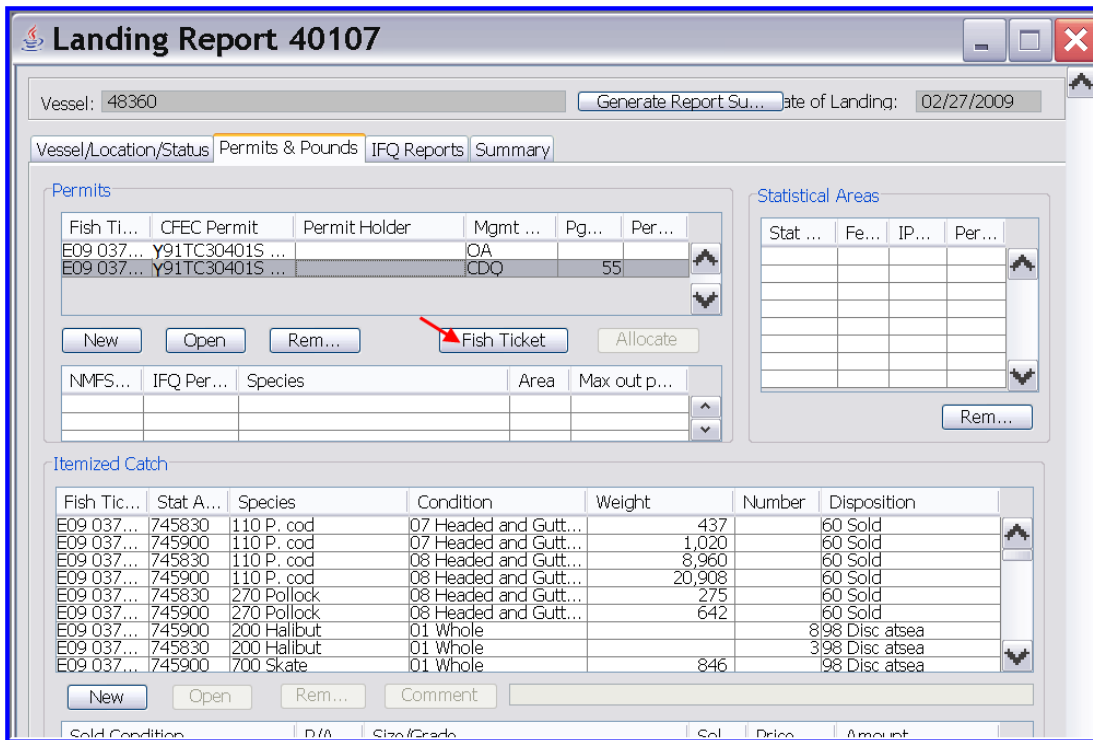 Landing Report 40107
Vessel: 48360 Generate Report Su... ate of Landing: 02/27/2009
Vessel/Location/Status Permits & Pounds IFQ Reports Summary
Permits
Fish Ti... CFEC Permit Permit Holder Mgmt ... Pg... Per...
E09 037... Y91TC30401S ... OA
E09 037... Y91TC30401S ... CDQ 55
New Open Rem... Fish Ticket Allocate
NMFS... IFQ Per... Species Area Max out p...
Statistical Areas
Stat ... Fe... IP... Per...
Rem...
Itemized Catch
Fish Tic... Stat A... Species Condition Weight Number Disposition
E09 037... 745830 110 P. cod 07 Headed and Gutt... 437 60 Sold
E09 037... 745900 110 P. cod 07 Headed and Gutt... 1,020 60 Sold
E09 037... 745830 110 P. cod 08 Headed and Gutt... 8,960 60 Sold
E09 037... 745900 110 P. cod 08 Headed and Gutt... 20,908 60 Sold
E09 037... 745830 270 Pollock 08 Headed and Gutt... 275 60 Sold
E09 037... 745900 270 Pollock 08 Headed and Gutt... 642 60 Sold
E09 037... 745900 200 Halibut 01 Whole 8 98 Disc atsea
E09 037... 745830 200 Halibut 01 Whole 3 98 Disc atsea
E09 037... 745900 700 Skate 01 Whole 846 98 Disc atsea
New Open Rem... Comment
Sold Condition P/A Size/Grade Sol Price Amount